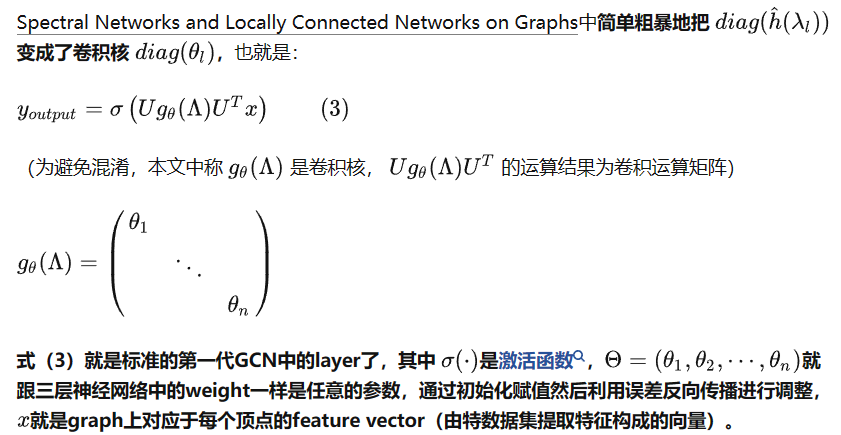 Spectral Networks and Locally Connected Networks on Graphs中简单粗暴地把 $diag(\hat{h}(\lambda_l))$
变成了卷积核 $diag(\theta_l)$，也就是：
$y_{output} = \sigma\left(U g_\theta(\Lambda) U^T x\right) \qquad (3)$
（为避免混淆，本文中称 $g_\theta(\Lambda)$ 是卷积核， $U g_\theta(\Lambda) U^T$ 的运算结果为卷积运算矩阵）
$g_\theta(\Lambda) = \begin{pmatrix} \theta_1 & & \\ & \ddots & \\ & & \theta_n \end{pmatrix}$
式（3）就是标准的第一代GCN中的layer了，其中 $\sigma(\cdot)$是激活函数， $\Theta = (\theta_1, \theta_2, \cdots, \theta_n)$就
跟三层神经网络中的weight一样是任意的参数，通过初始化赋值然后利用误差反向传播进行调整，
$x$就是graph上对应于每个顶点的feature vector（由特数据集提取特征构成的向量）。